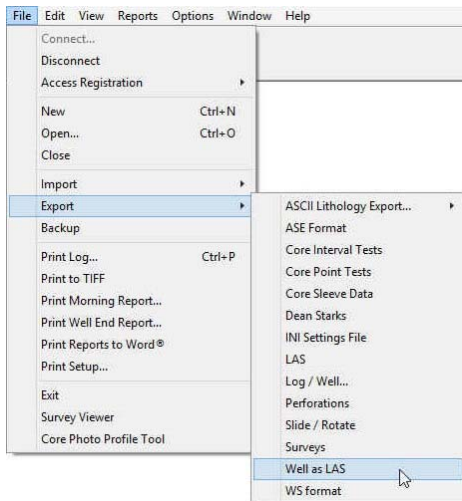 File Edit View Reports Options Window Help
Connect...
Disconnect
Access Registration
New Ctrl+N
Open... Ctrl+O
Close
Import
Export
Backup
Print Log... Ctrl+P
Print to TIFF
Print Morning Report...
Print Well End Report...
Print Reports to Word®
Print Setup...
Exit
Survey Viewer
Core Photo Profile Tool
ASCII Lithology Export...
ASE Format
Core Interval Tests
Core Point Tests
Core Sleeve Data
Dean Starks
INI Settings File
LAS
Log / Well...
Perforations
Slide / Rotate
Surveys
Well as LAS
WS format